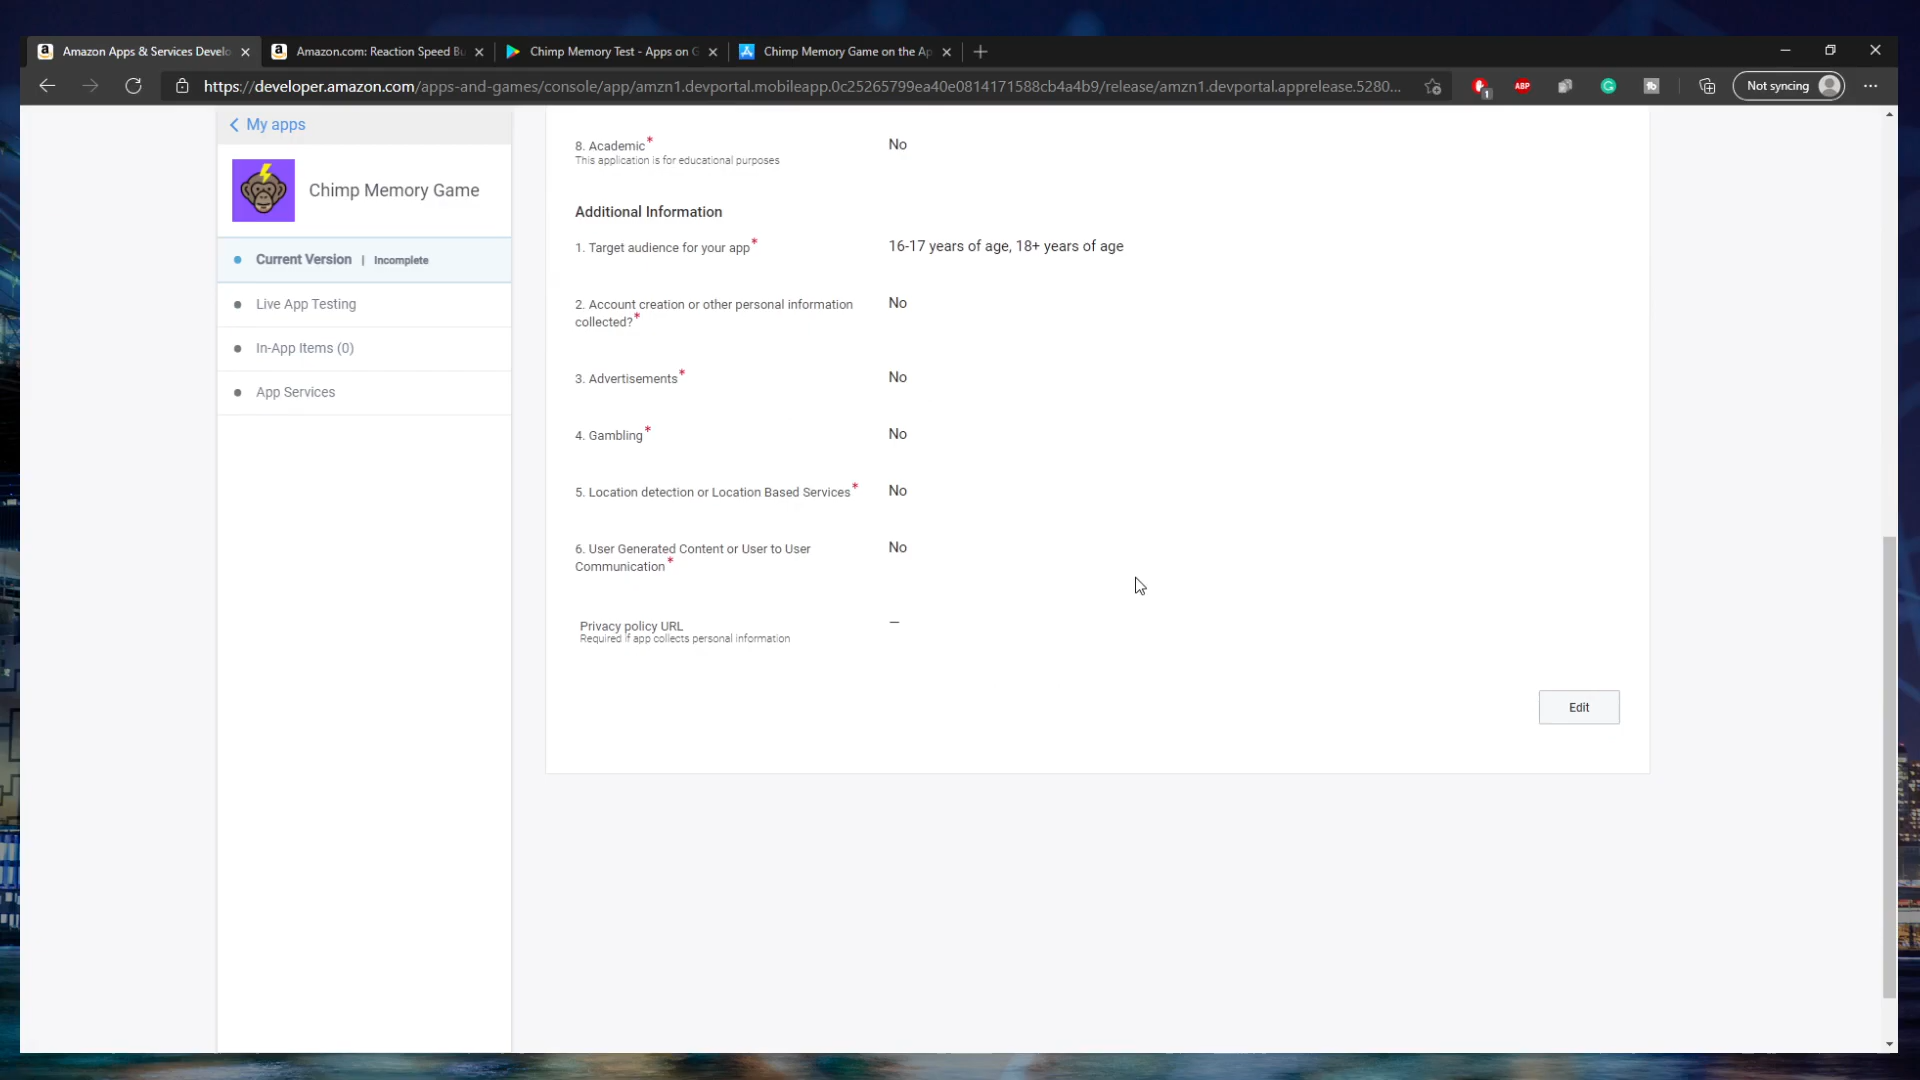 Amazon Apps & Services Develo
Amazon.com: Reaction Speed Bu
Chimp Memory Test - Apps on G
Chimp Memory Game on the Ap
https://developer.amazon.com/apps-and-games/console/app/amzn1.devportal.mobileapp.0c25265799ea40e0814171588cb4a4b9/release/amzn1.devportal.apprelease.5280...
1
ABP
Not syncing
My apps
Chimp Memory Game
Current Version | Incomplete
Live App Testing
In-App Items (0)
App Services
8. Academic* No
This application is for educational purposes
Additional Information
1. Target audience for your app* 16-17 years of age, 18+ years of age
2. Account creation or other personal information No
collected?*
3. Advertisements* No
4. Gambling* No
5. Location detection or Location Based Services* No
6. User Generated Content or User to User No
Communication*
Privacy policy URL —
Required if app collects personal information
Edit